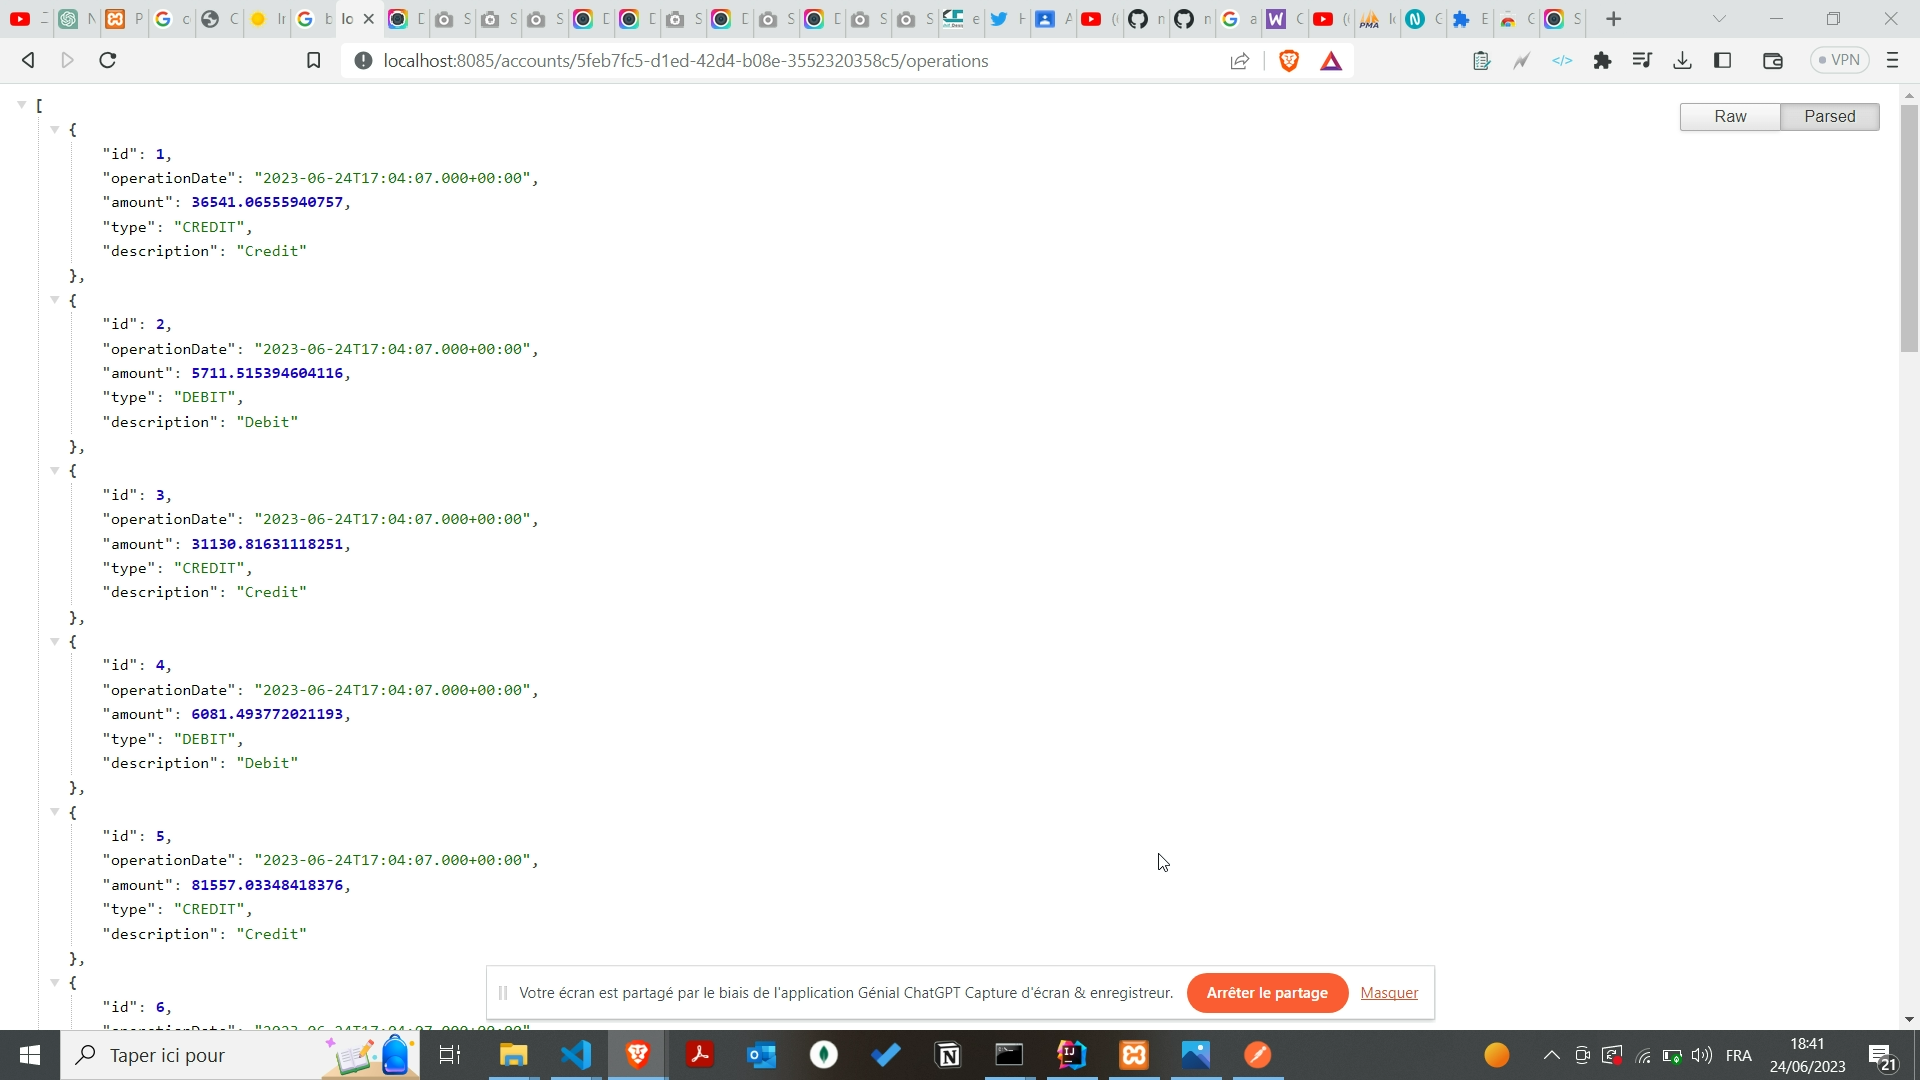 lo
localhost:8085/accounts/5feb7fc5-d1ed-42d4-b08e-3552320358c5/operations
VPN
Raw
Parsed
[
{
"id": 1,
"operationDate": "2023-06-24T17:04:07.000+00:00",
"amount": 36541.06555940757,
"type": "CREDIT",
"description": "Credit"
},
{
"id": 2,
"operationDate": "2023-06-24T17:04:07.000+00:00",
"amount": 5711.515394604116,
"type": "DEBIT",
"description": "Debit"
},
{
"id": 3,
"operationDate": "2023-06-24T17:04:07.000+00:00",
"amount": 31130.81631118251,
"type": "CREDIT",
"description": "Credit"
},
{
"id": 4,
"operationDate": "2023-06-24T17:04:07.000+00:00",
"amount": 6081.493772021193,
"type": "DEBIT",
"description": "Debit"
},
{
"id": 5,
"operationDate": "2023-06-24T17:04:07.000+00:00",
"amount": 81557.03348418376,
"type": "CREDIT",
"description": "Credit"
},
{
"id": 6,
Votre écran est partagé par le biais de l'application Génial ChatGPT Capture d'écran & enregistreur.
Arrêter le partage
Masquer
Taper ici pour
FRA
18:41
24/06/2023
21